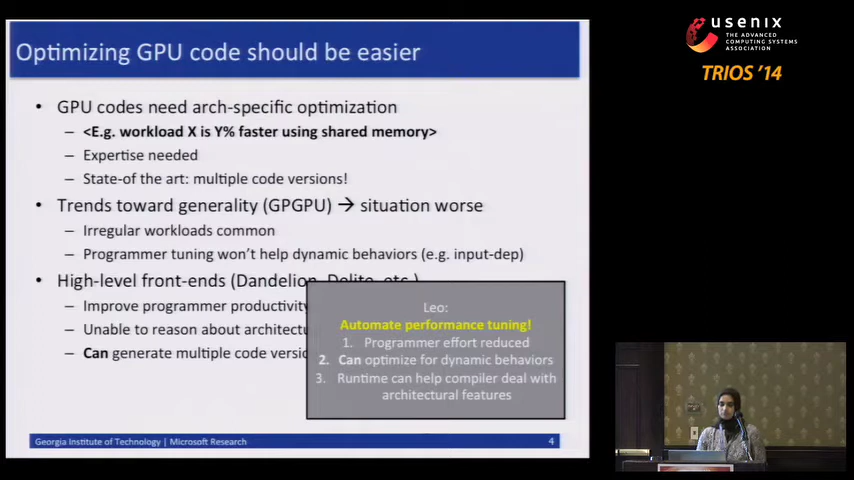 Optimizing GPU code should be easier
• GPU codes need arch-specific optimization
– <E.g. workload X is Y% faster using shared memory>
– Expertise needed
– State-of the art: multiple code versions!
• Trends toward generality (GPGPU) → situation worse
– Irregular workloads common
– Programmer tuning won't help dynamic behaviors (e.g. input-dep)
• High-level front-ends (Dandelion, Delite, etc.)
– Improve programmer productivity
– Unable to reason about architectu
– Can generate multiple code versio
Leo:
Automate performance tuning!
1. Programmer effort reduced
2. Can optimize for dynamic behaviors
3. Runtime can help compiler deal with
architectural features
Georgia Institute of Technology | Microsoft Research 4
usenix
THE ADVANCED
COMPUTING SYSTEMS
ASSOCIATION
TRIOS '14